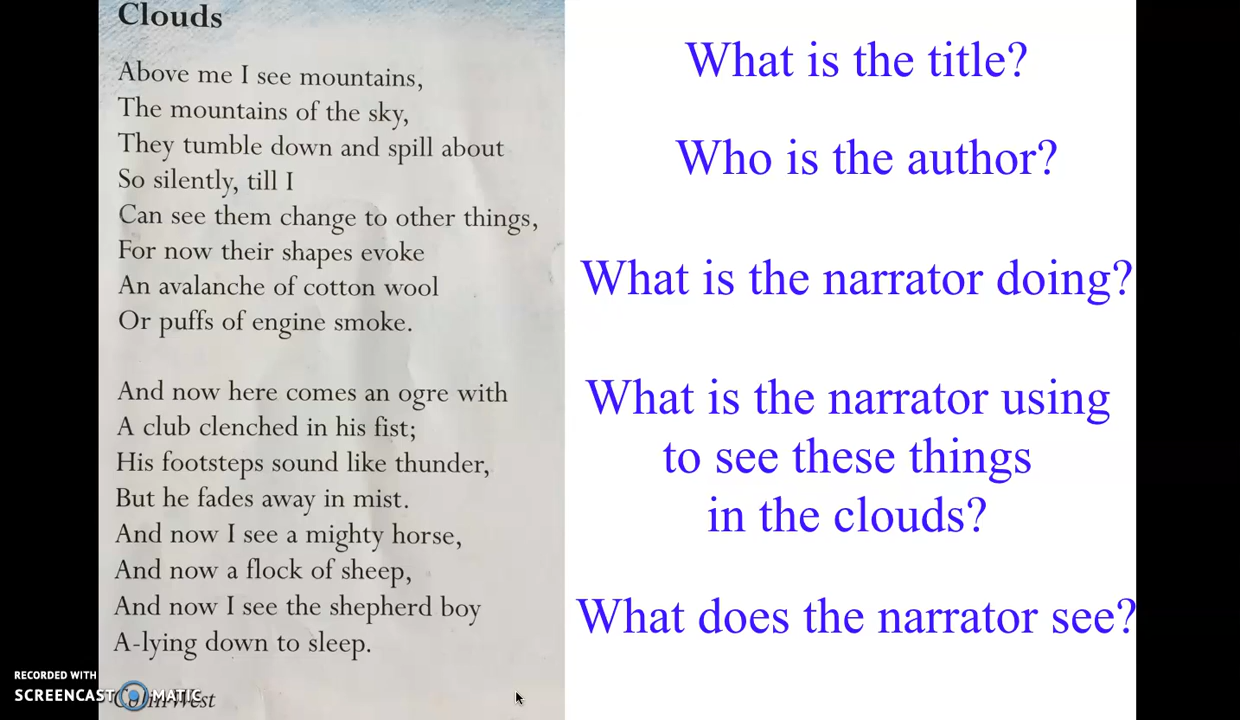 Clouds
Above me I see mountains,
The mountains of the sky,
They tumble down and spill about
So silently, till I
Can see them change to other things,
For now their shapes evoke
An avalanche of cotton wool
Or puffs of engine smoke.
And now here comes an ogre with
A club clenched in his fist;
His footsteps sound like thunder,
But he fades away in mist.
And now I see a mighty horse,
And now a flock of sheep,
And now I see the shepherd boy
A-lying down to sleep.
Colin West
What is the title?
Who is the author?
What is the narrator doing?
What is the narrator using
to see these things
in the clouds?
What does the narrator see?
RECORDED WITH
SCREENCAST MATIC